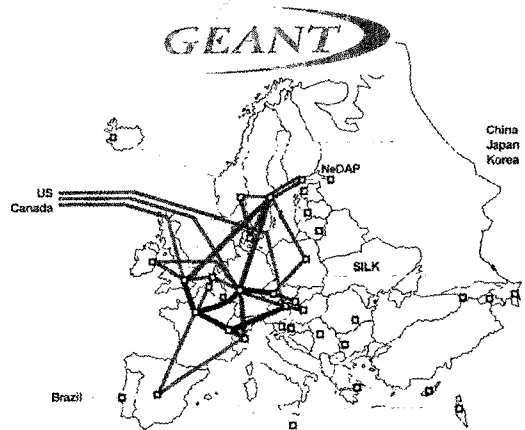 GEANT
China
Japan
Korea
NeDAP
US
Canada
SILK
Brazil